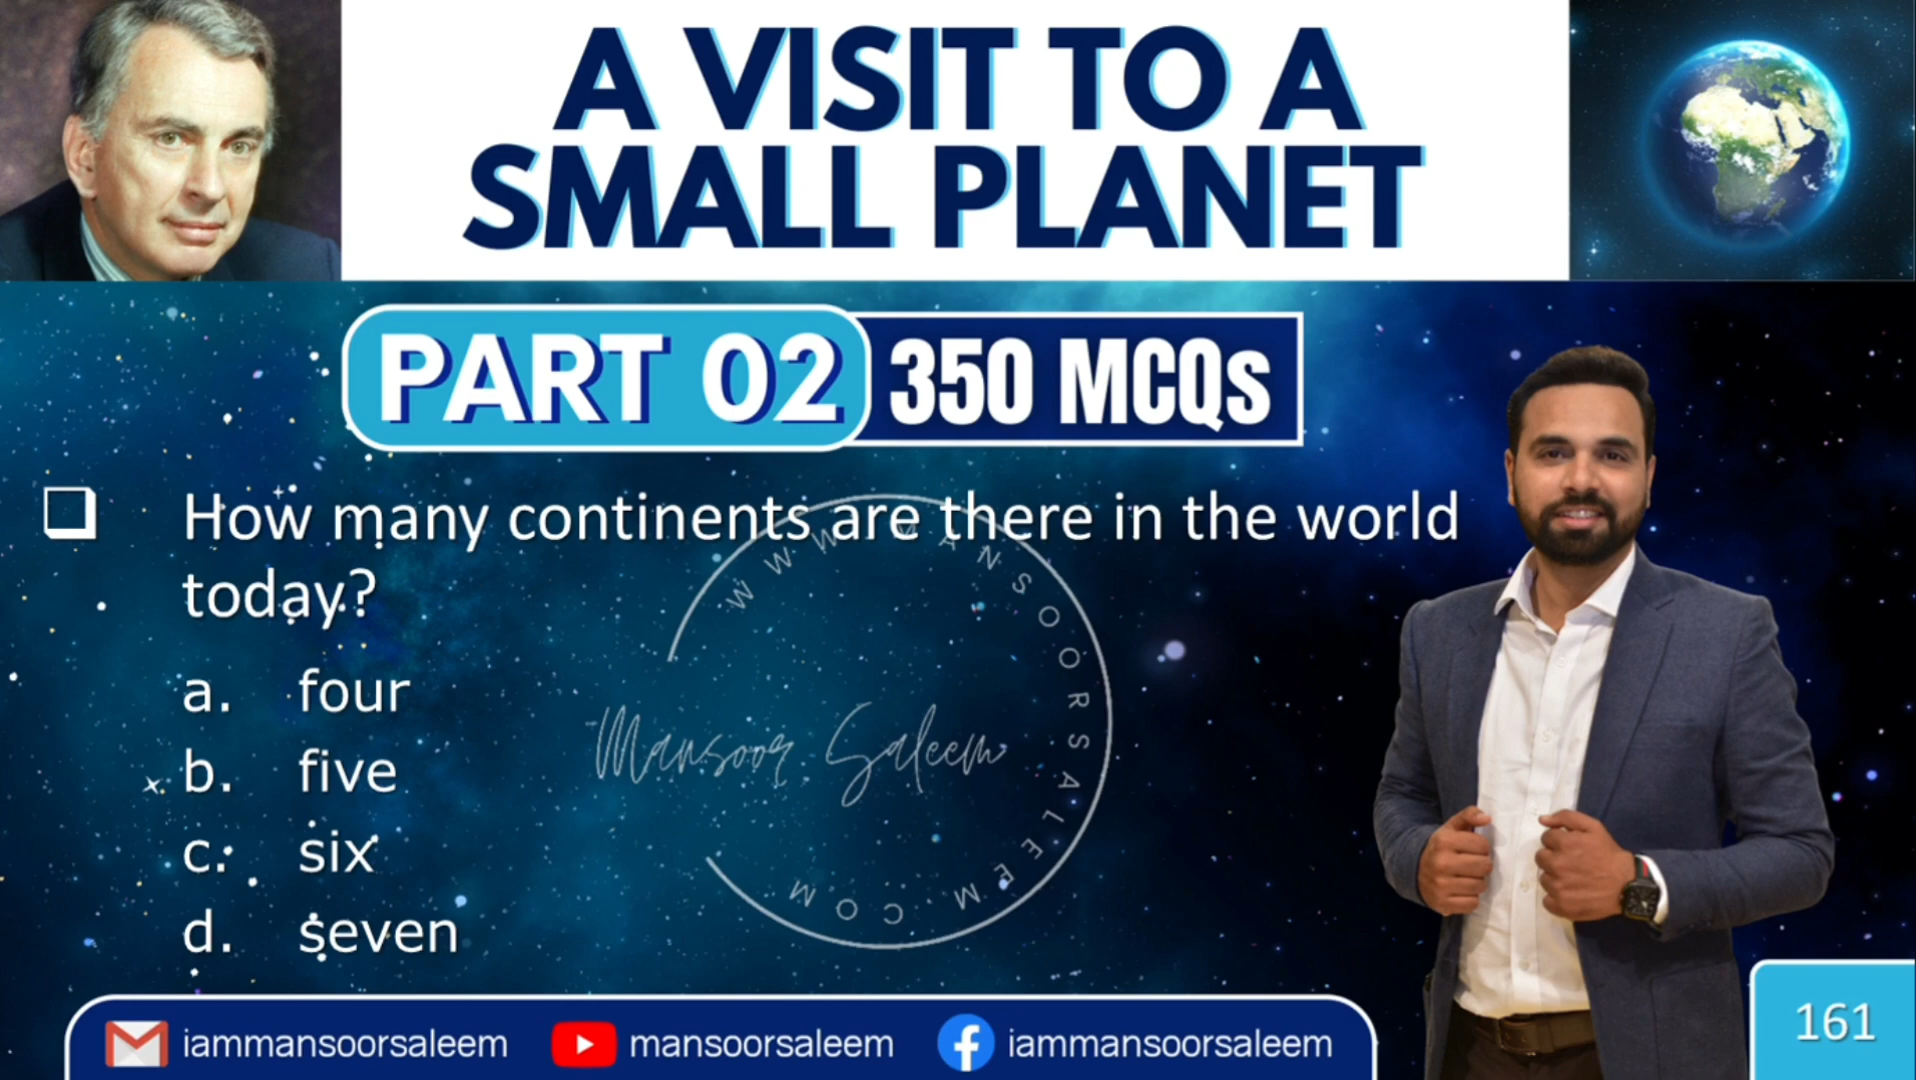 A VISIT TO A
SMALL PLANET
PART 02 350 MCQs
How many continents are there in the world
today?
a. four
b. five
c. six
d. seven
WWW.MANSOORSALEEM.COM
Mansoor Saleem
iammansoorsaleem mansoorsaleem iammansoorsaleem
161